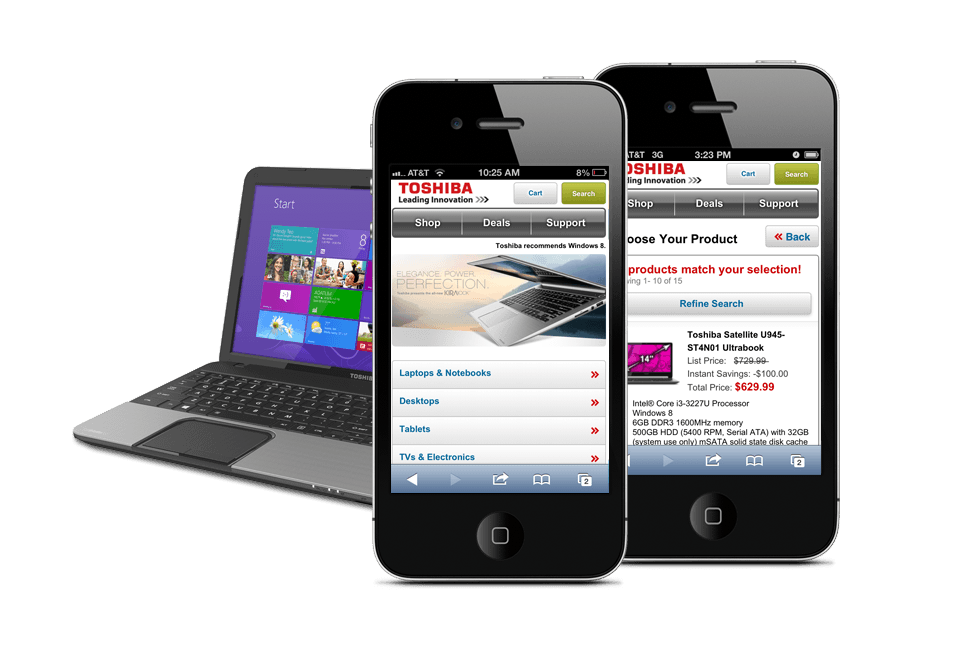 Start
TOSHIBA
AT&T 10:25 AM 8%
TOSHIBA
Leading Innovation >>>
Cart
Search
Shop
Deals
Support
Toshiba recommends Windows 8.
ELEGANCE. POWER.
PERFECTION.
Laptops & Notebooks
Desktops
Tablets
TVs & Electronics
2
AT&T 3G 3:23 PM
OSHIBA
ding Innovation >>>
Cart
Search
Shop
Deals
Support
oose Your Product
Back
products match your selection!
ing 1- 10 of 15
Refine Search
14"
Toshiba Satellite U945-
ST4N01 Ultrabook
List Price: $729.99
Instant Savings: -$100.00
Total Price: $629.99
Intel® Core i3-3227U Processor
Windows 8
6GB DDR3 1600MHz memory
500GB HDD (5400 RPM, Serial ATA) with 32GB
(system use only) mSATA solid state disk cache
2